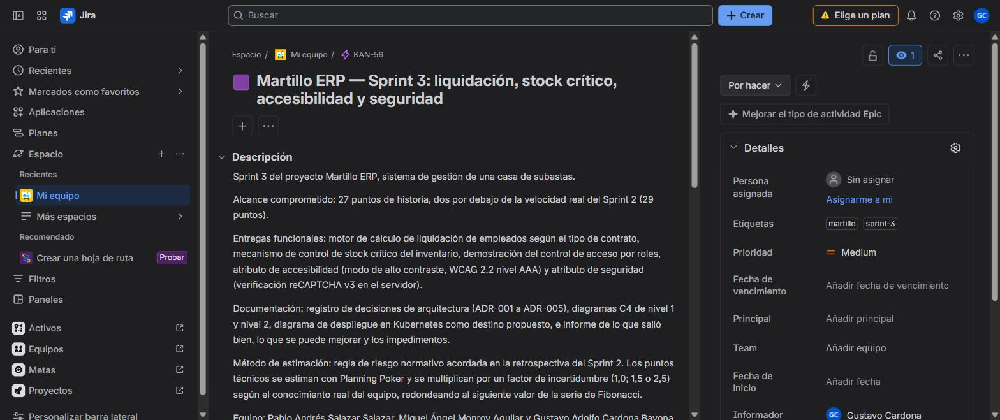 Jira
Buscar
Crear
Elige un plan
GC
Para ti
Recientes
Marcados como favoritos
Aplicaciones
Planes
Espacio
Recientes
Mi equipo
Más espacios
Recomendado
Crear una hoja de ruta Probar
Filtros
Paneles
Activos
Equipos
Metas
Proyectos
Personalizar barra lateral
Espacio / Mi equipo / KAN-56
Martillo ERP — Sprint 3: liquidación, stock crítico,
accesibilidad y seguridad
Descripción
Sprint 3 del proyecto Martillo ERP, sistema de gestión de una casa de subastas.
Alcance comprometido: 27 puntos de historia, dos por debajo de la velocidad real del Sprint 2 (29
puntos).
Entregas funcionales: motor de cálculo de liquidación de empleados según el tipo de contrato,
mecanismo de control de stock crítico del inventario, demostración del control de acceso por roles,
atributo de accesibilidad (modo de alto contraste, WCAG 2.2 nivel AAA) y atributo de seguridad
(verificación reCAPTCHA v3 en el servidor).
Documentación: registro de decisiones de arquitectura (ADR-001 a ADR-005), diagramas C4 de nivel 1
y nivel 2, diagrama de despliegue en Kubernetes como destino propuesto, e informe de lo que salió
bien, lo que se puede mejorar y los impedimentos.
Método de estimación: regla de riesgo normativo acordada en la retrospectiva del Sprint 2. Los puntos
técnicos se estiman con Planning Poker y se multiplican por un factor de incertidumbre (1,0; 1,5 o 2,5)
según el conocimiento real del equipo, redondeando al siguiente valor de la serie de Fibonacci.
Equipo: Pablo Andrés Salazar Salazar, Miguel Ángel Monroy Aguilar y Gustavo Adolfo Cardona Bayona
1
Por hacer
Mejorar el tipo de actividad Epic
Detalles
Persona
asignada
Sin asignar
Asignarme a mí
Etiquetas
martillo sprint-3
Prioridad
Medium
Fecha de
vencimiento
Añadir fecha de vencimiento
Principal
Añadir principal
Team
Añadir equipo
Fecha de
inicio
Añadir fecha
Informador
GC Gustavo Cardona